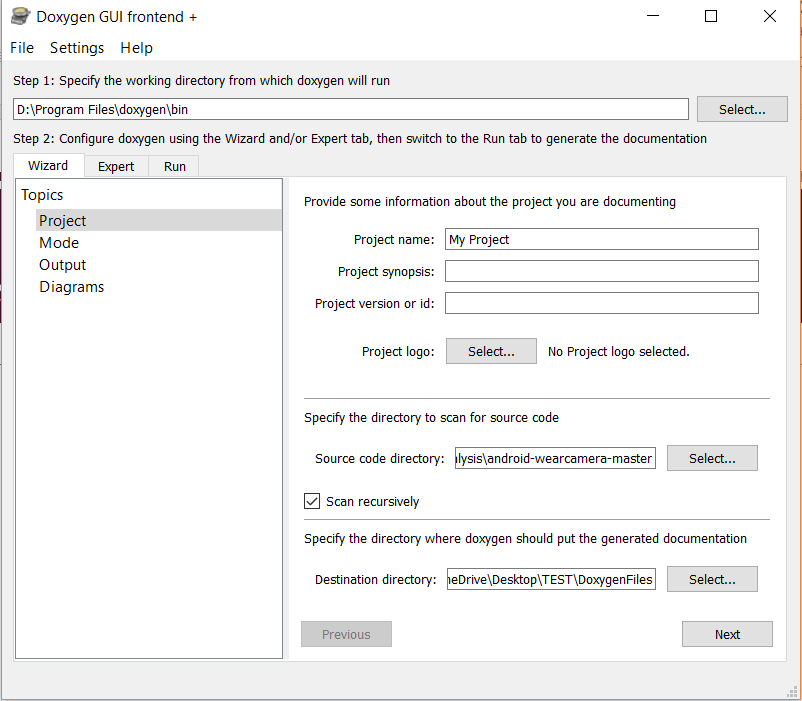 Doxygen GUI frontend +
File Settings Help
Step 1: Specify the working directory from which doxygen will run
D:\Program Files\doxygen\bin
Select...
Step 2: Configure doxygen using the Wizard and/or Expert tab, then switch to the Run tab to generate the documentation
Wizard Expert Run
Topics
Project
Mode
Output
Diagrams
Provide some information about the project you are documenting
Project name: My Project
Project synopsis:
Project version or id:
Project logo: Select... No Project logo selected.
Specify the directory to scan for source code
Source code directory: lysis\android-wearcamera-master Select...
Scan recursively
Specify the directory where doxygen should put the generated documentation
Destination directory: eDrive\Desktop\TEST\DoxygenFiles Select...
Previous Next